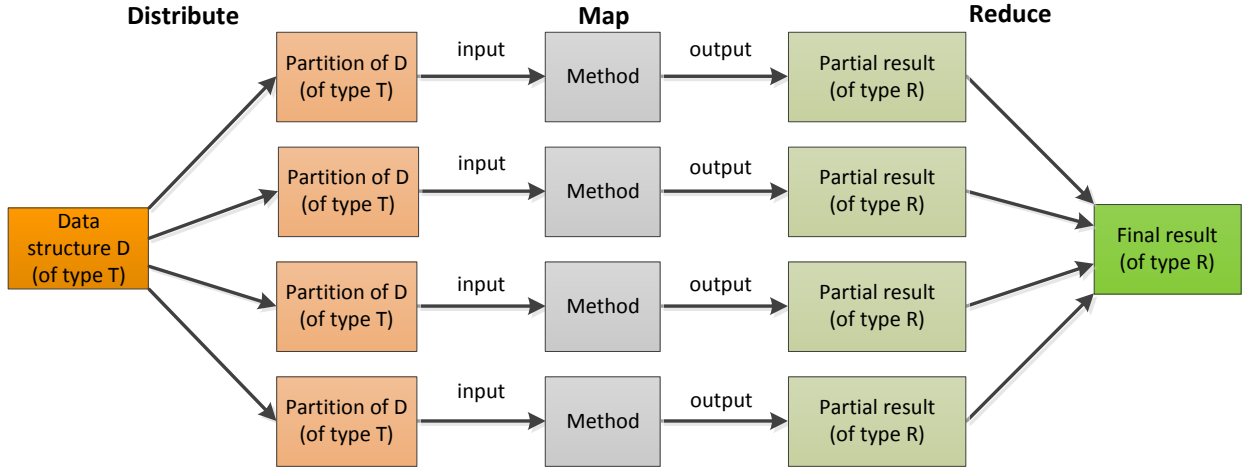 Distribute
Map
Reduce
Partition of D
(of type T)
input
Method
output
Partial result
(of type R)
Partition of D
(of type T)
input
Method
output
Partial result
(of type R)
Data
structure D
(of type T)
Final result
(of type R)
Partition of D
(of type T)
input
Method
output
Partial result
(of type R)
Partition of D
(of type T)
input
Method
output
Partial result
(of type R)